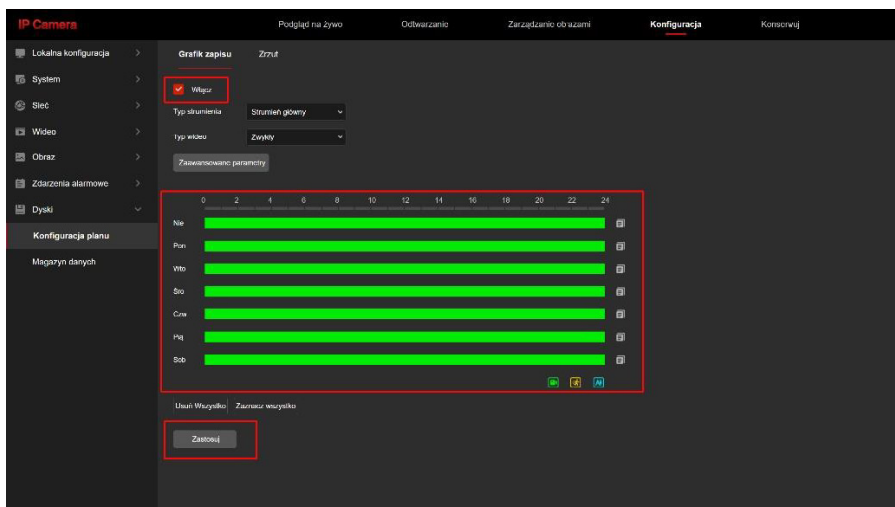 IP Camera
Podgląd na żywo Odtwarzanie Zarządzanie obrazami Konfiguracja Konserwuj
Lokalna konfiguracja
System
Sieć
Wideo
Obraz
Zdarzenia alarmowe
Dyski
Konfiguracja planu
Magazyn danych
Grafik zapisu Zrzut
Włącz
Typ strumienia Strumień główny
Typ wideo Zwykły
Zaawansowane parametry
0 2 4 6 8 10 12 14 16 18 20 22 24
Nie
Pon
Wto
Śro
Czw
Pią
Sob
Usuń Wszystko Zaznacz wszystko
Zastosuj